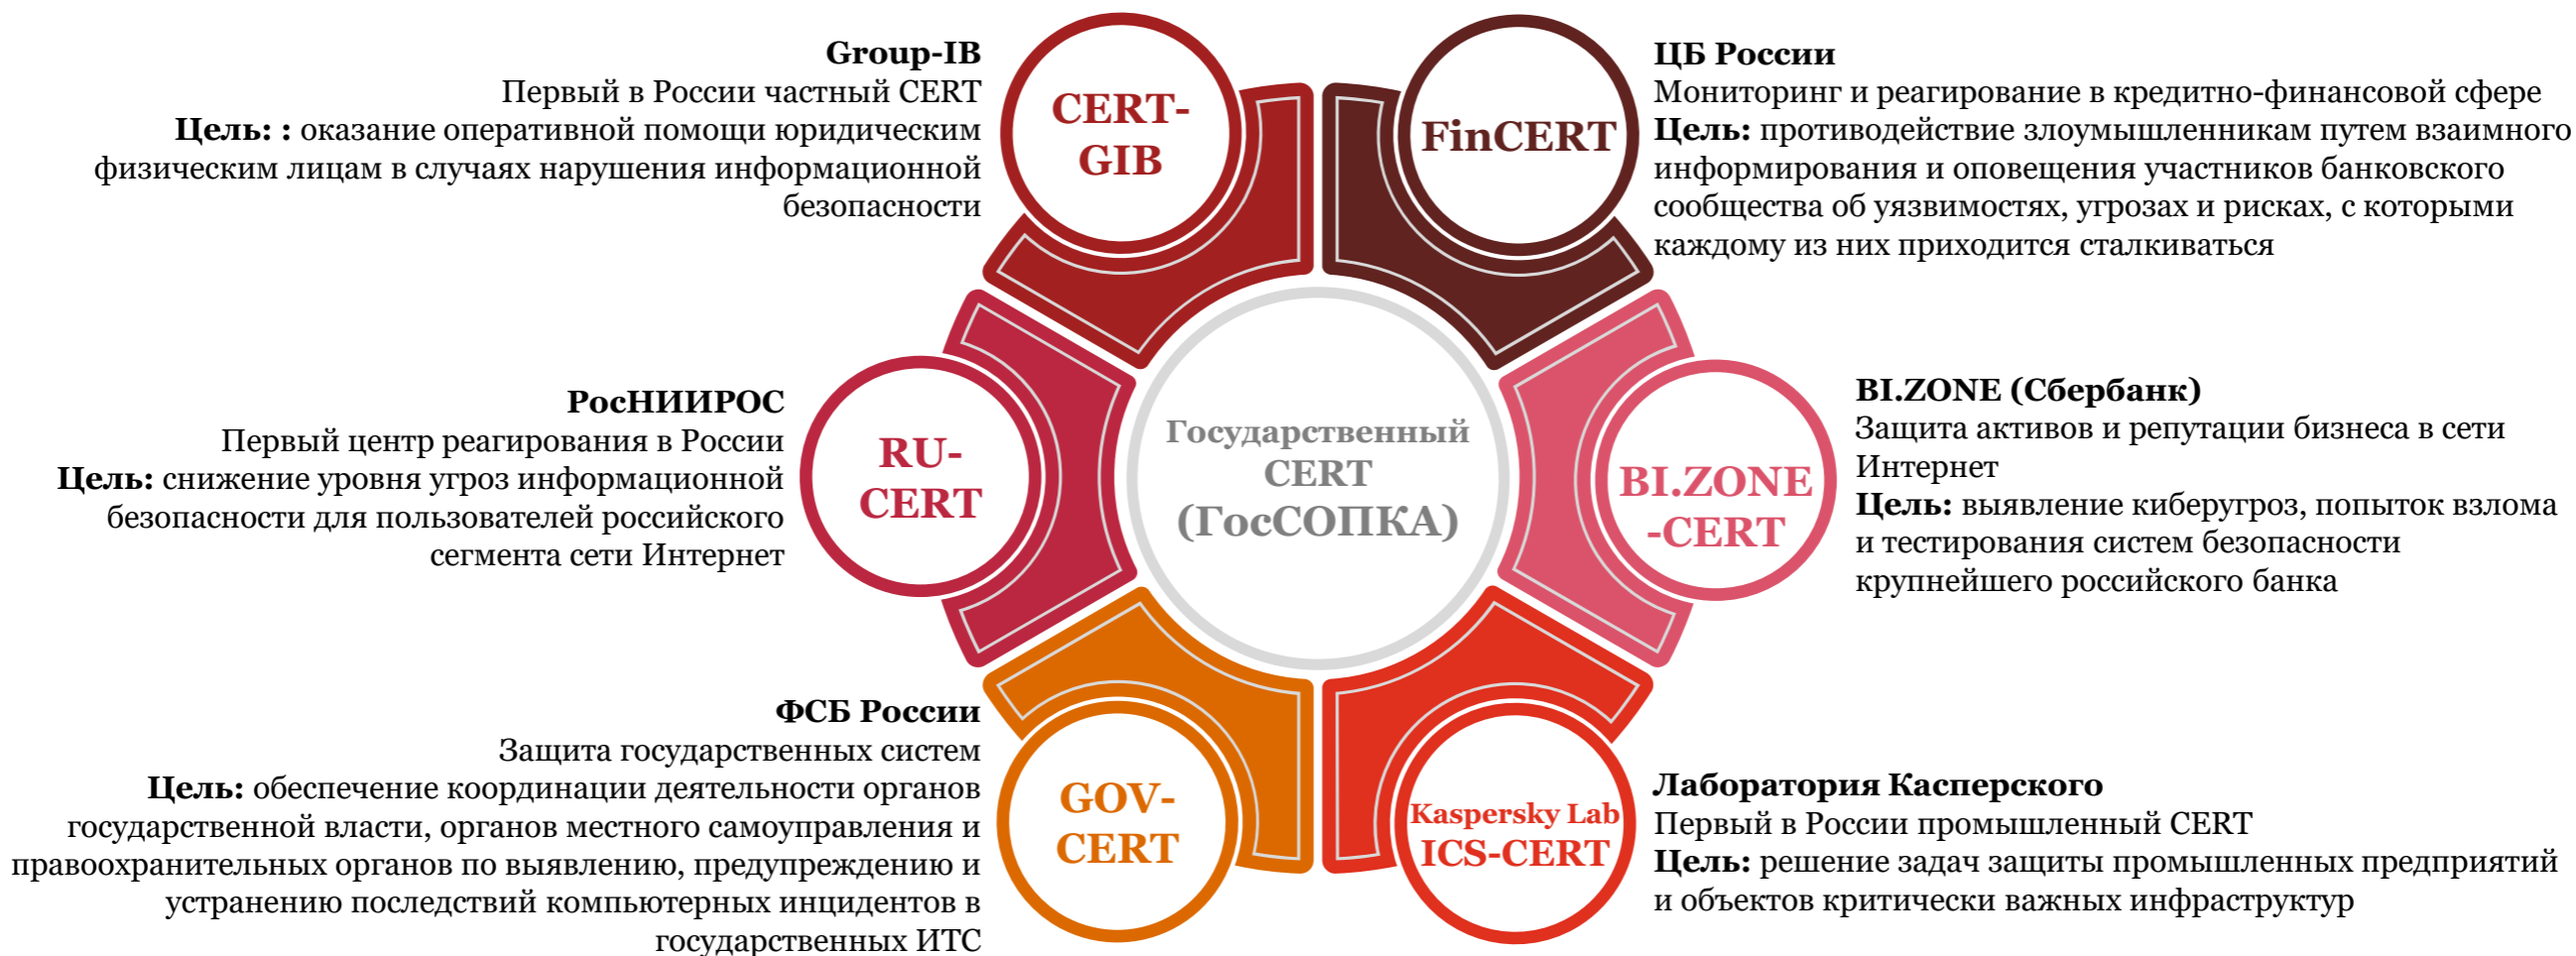 Group-IB
Первый в России частный CERT
Цель: : оказание оперативной помощи юридическим
физическим лицам в случаях нарушения информационной
безопасности
CERT-
GIB
FinCERT
ЦБ России
Мониторинг и реагирование в кредитно-финансовой сфере
Цель: противодействие злоумышленникам путем взаимного
информирования и оповещения участников банковского
сообщества об уязвимостях, угрозах и рисках, с которыми
каждому из них приходится сталкиваться
РосНИИРОС
Первый центр реагирования в России
Цель: снижение уровня угроз информационной
безопасности для пользователей российского
сегмента сети Интернет
RU-
CERT
Государственный
CERT
(ГосСОПКА)
BI.ZONE
-CERT
BI.ZONE (Сбербанк)
Защита активов и репутации бизнеса в сети
Интернет
Цель: выявление киберугроз, попыток взлома
и тестирования систем безопасности
крупнейшего российского банка
ФСБ России
Защита государственных систем
Цель: обеспечение координации деятельности органов
государственной власти, органов местного самоуправления и
правоохранительных органов по выявлению, предупреждению и
устранению последствий компьютерных инцидентов в
государственных ИТС
GOV-
CERT
Kaspersky Lab
ICS-CERT
Лаборатория Касперского
Первый в России промышленный CERT
Цель: решение задач защиты промышленных предприятий
и объектов критически важных инфраструктур